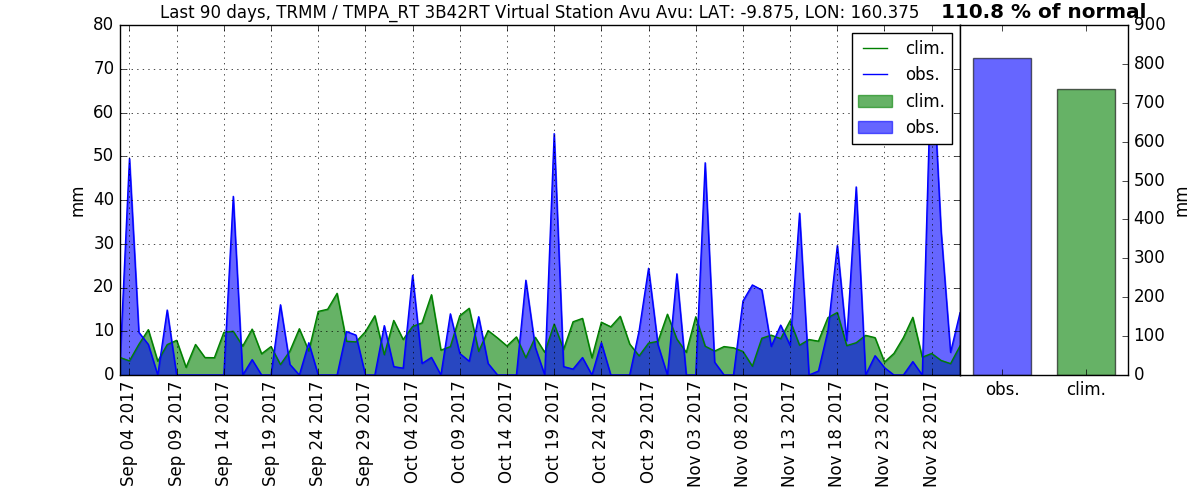 Last 90 days, TRMM / TMPA_RT 3B42RT Virtual Station Avu Avu: LAT: -9.875, LON: 160.375
110.8 % of normal
80
70
60
50
40
30
20
10
0
mm
clim.
obs.
clim.
obs.
Sep 04 2017
Sep 09 2017
Sep 14 2017
Sep 19 2017
Sep 24 2017
Sep 29 2017
Oct 04 2017
Oct 09 2017
Oct 14 2017
Oct 19 2017
Oct 24 2017
Oct 29 2017
Nov 03 2017
Nov 08 2017
Nov 13 2017
Nov 18 2017
Nov 23 2017
Nov 28 2017
900
800
700
600
500
400
300
200
100
0
mm
obs.
clim.